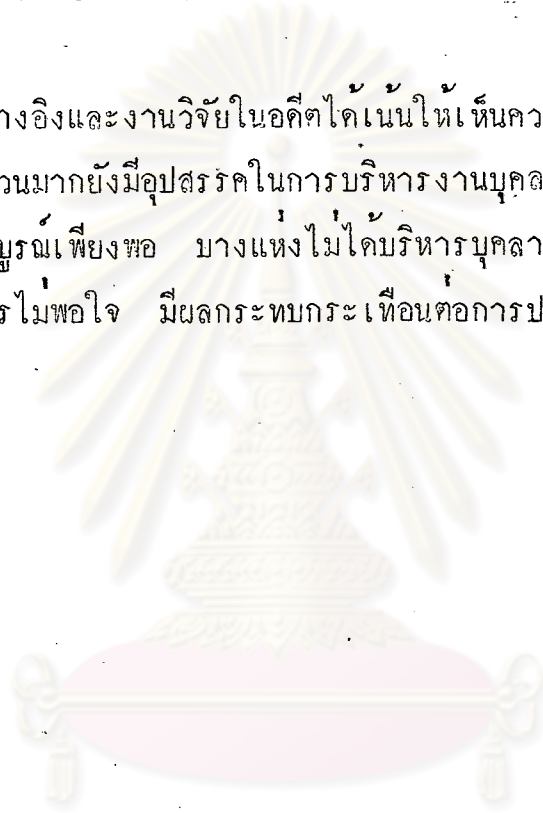 างอิงและงานวิจัยในอดีตได้เน้นให้เห็นคว
วนมากยังมีอุปสรรคในการบริหารงานบุคล
บูรณ์เพียงพอ บางแห่งไม่ได้บริหารบุคลา
รไม่พอใจ มีผลกระทบกระเทือนต่อการป